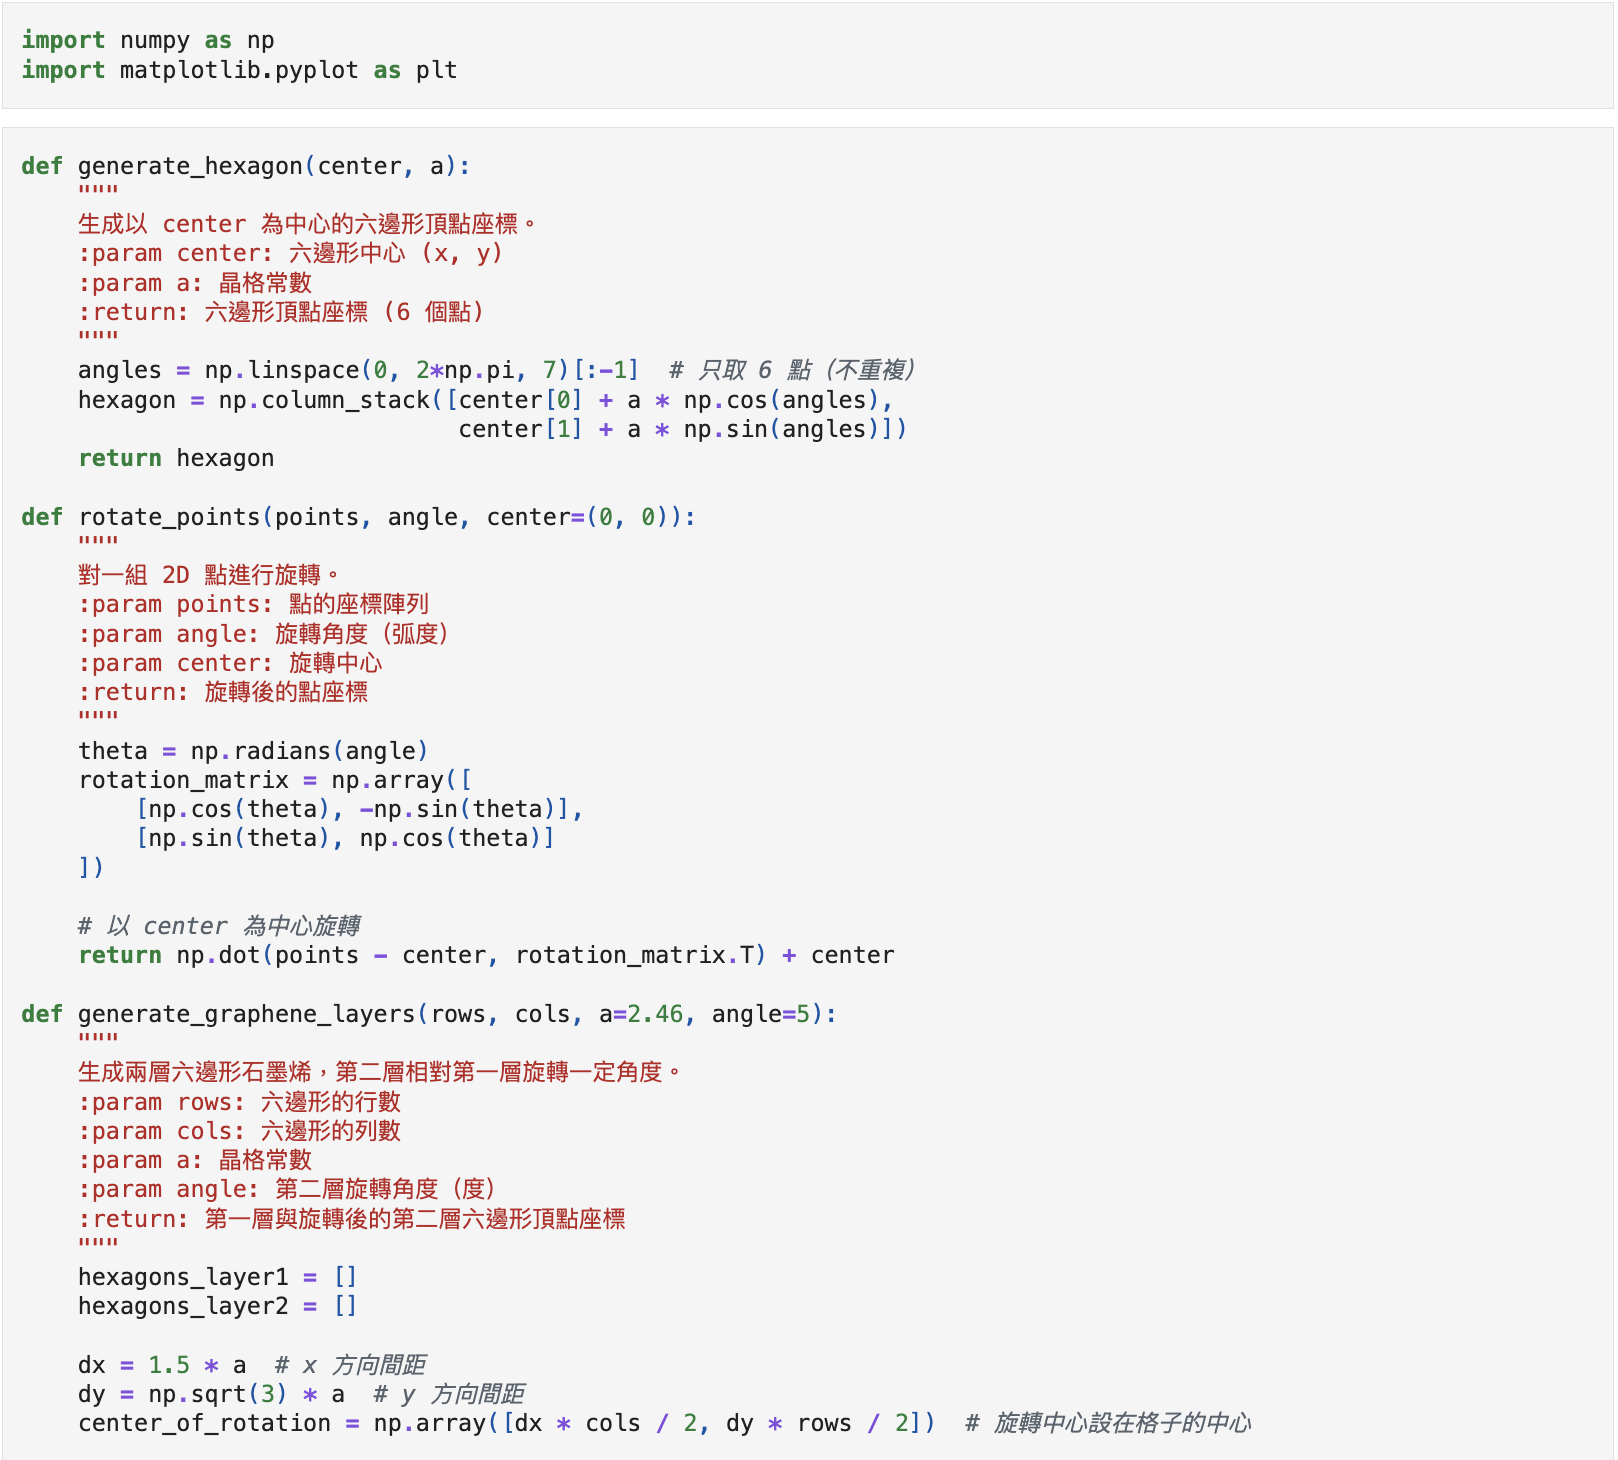 import numpy as np
import matplotlib.pyplot as plt
def generate_hexagon(center, a):
    """
    生成以 center 為中心的六邊形頂點座標。
    :param center: 六邊形中心 (x, y)
    :param a: 晶格常數
    :return: 六邊形頂點座標 (6 個點)
    """
    angles = np.linspace(0, 2*np.pi, 7)[:-1]  # 只取 6 點（不重複）
    hexagon = np.column_stack([center[0] + a * np.cos(angles),
                               center[1] + a * np.sin(angles)])
    return hexagon
def rotate_points(points, angle, center=(0, 0)):
    """
    對一組 2D 點進行旋轉。
    :param points: 點的座標陣列
    :param angle: 旋轉角度（弧度）
    :param center: 旋轉中心
    :return: 旋轉後的點座標
    """
    theta = np.radians(angle)
    rotation_matrix = np.array([
        [np.cos(theta), -np.sin(theta)],
        [np.sin(theta), np.cos(theta)]
    ])
    # 以 center 為中心旋轉
    return np.dot(points - center, rotation_matrix.T) + center
def generate_graphene_layers(rows, cols, a=2.46, angle=5):
    """
    生成兩層六邊形石墨烯，第二層相對第一層旋轉一定角度。
    :param rows: 六邊形的行數
    :param cols: 六邊形的列數
    :param a: 晶格常數
    :param angle: 第二層旋轉角度（度）
    :return: 第一層與旋轉後的第二層六邊形頂點座標
    """
    hexagons_layer1 = []
    hexagons_layer2 = []
    dx = 1.5 * a  # x 方向間距
    dy = np.sqrt(3) * a  # y 方向間距
    center_of_rotation = np.array([dx * cols / 2, dy * rows / 2])  # 旋轉中心設在格子的中心